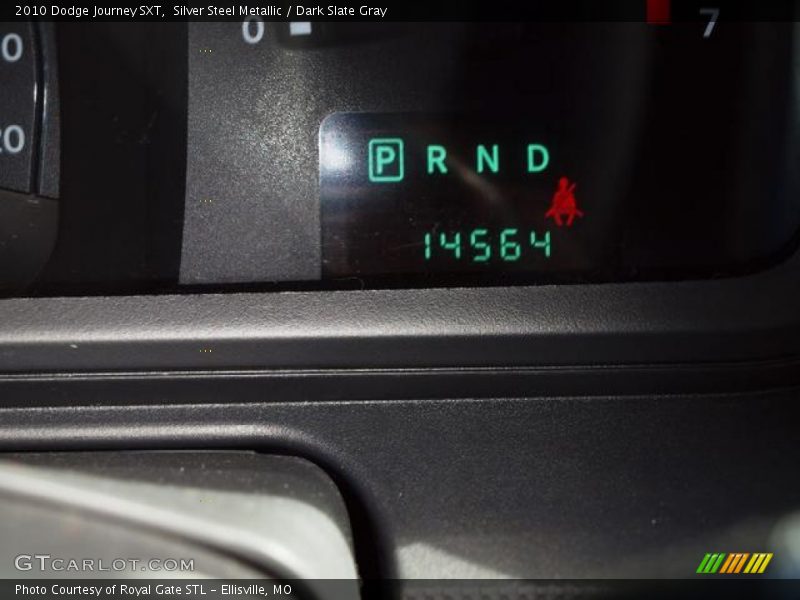 2010 Dodge Journey SXT,  Silver Steel Metallic / Dark Slate Gray
0
0
7
20
P R N D
14564
GTCARLOT.COM
Photo Courtesy of Royal Gate STL – Ellisville, MO